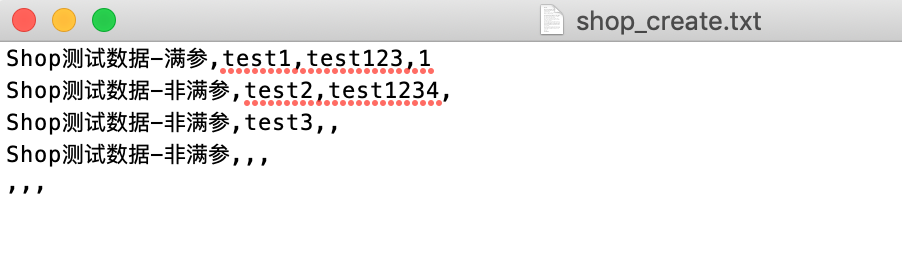 shop_create.txt
Shop测试数据-满参,test1,test123,1
Shop测试数据-非满参,test2,test1234,
Shop测试数据-非满参,test3,,
Shop测试数据-非满参,,,
,,,